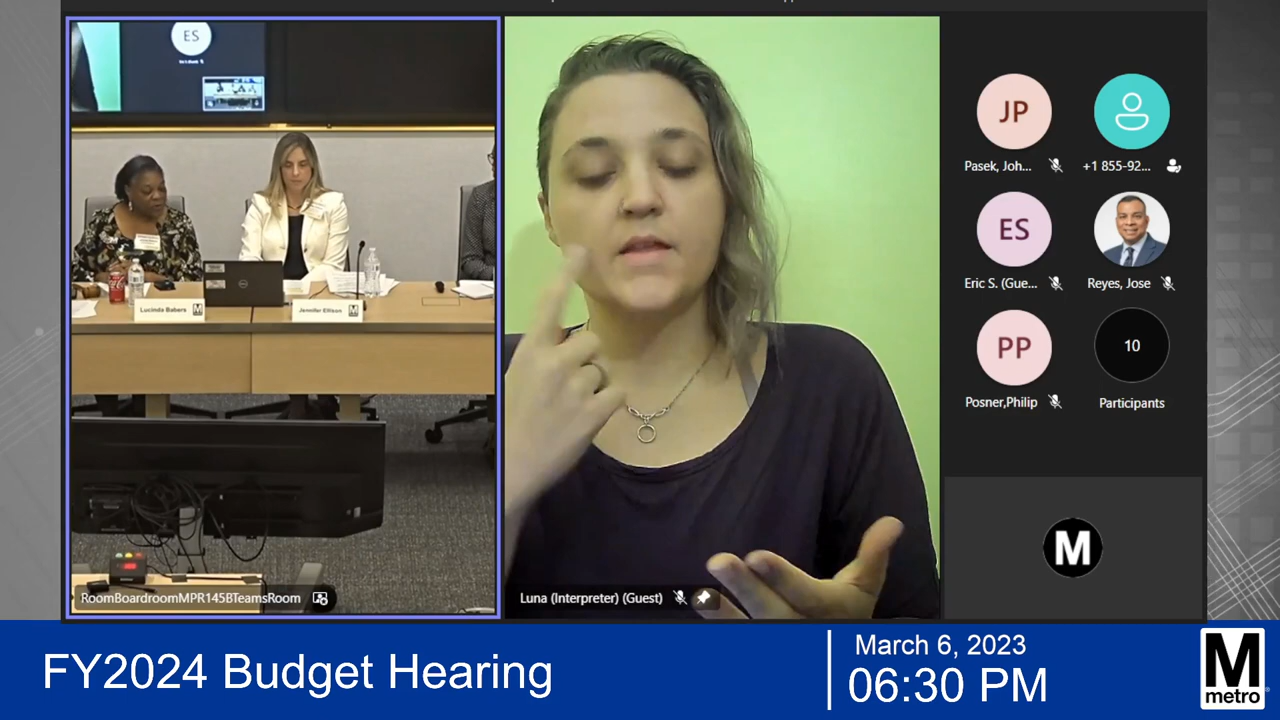 ES
Lucinda Babers
Jennifer Ellison
RoomBoardroomMPR145BTeamsRoom
Luna (Interpreter) (Guest)
JP
Pasek, Joh...
+1 855-92...
ES
Eric S. (Gue...
Reyes, Jose
PP
Posner,Philip
10
Participants
M
FY2024 Budget Hearing
March 6, 2023
06:30 PM
M
metro